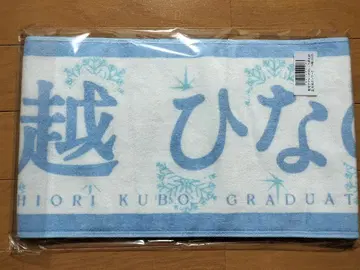 越 ひな
HIORI KUBO GRADUAT